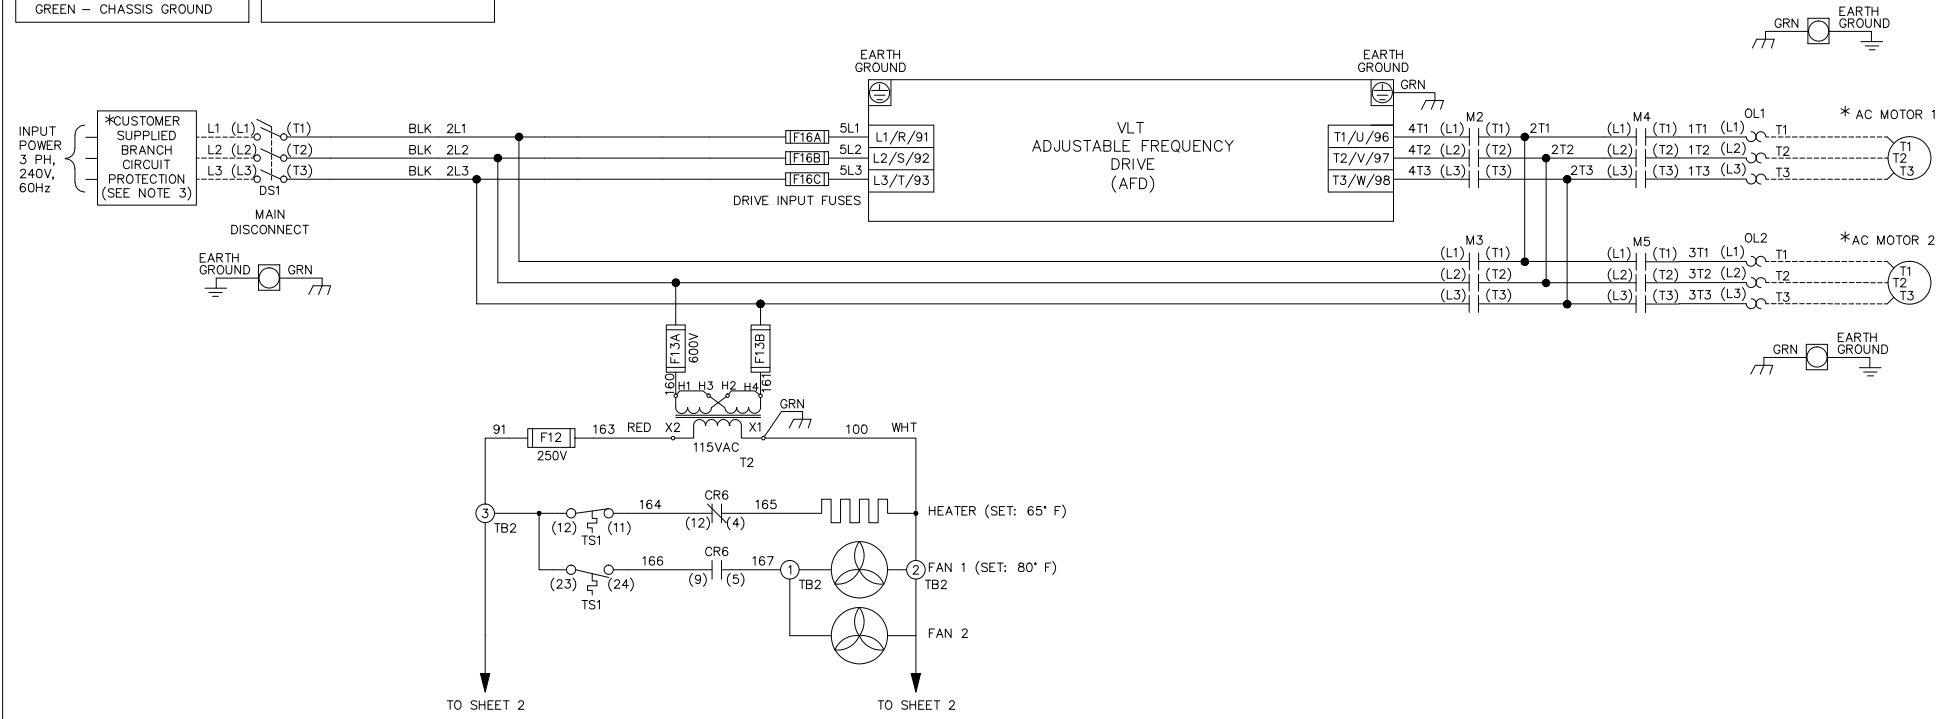 GREEN – CHASSIS GROUND
EARTH
GROUND
GRN
EARTH
GROUND
EARTH
GROUND
GRN
INPUT
POWER
3 PH,
240V,
60Hz
*CUSTOMER
SUPPLIED
BRANCH
CIRCUIT
PROTECTION
(SEE NOTE 3)
L1 (L1) (T1)
L2 (L2) (T2)
L3 (L3) (T3)
DS1
MAIN
DISCONNECT
BLK 2L1
BLK 2L2
BLK 2L3
F16A 5L1
F16B 5L2
F16C 5L3
DRIVE INPUT FUSES
L1/R/91
L2/S/92
L3/T/93
VLT
ADJUSTABLE FREQUENCY
DRIVE
(AFD)
T1/U/96
T2/V/97
T3/W/98
M2
4T1 (L1) (T1) 2T1
4T2 (L2) (T2) 2T2
4T3 (L3) (T3) 2T3
M4
OL1
(L1) (T1) 1T1 (L1) T1
(L2) (T2) 1T2 (L2) T2
(L3) (T3) 1T3 (L3) T3
* AC MOTOR 1
T1
T2
T3
EARTH
GROUND
GRN
M3
(L1) (T1)
(L2) (T2)
(L3) (T3)
M5
OL2
(L1) (T1) 3T1 (L1) T1
(L2) (T2) 3T2 (L2) T2
(L3) (T3) 3T3 (L3) T3
*AC MOTOR 2
T1
T2
T3
GRN
EARTH
GROUND
F13A
600V
F13B
160
161
H1 H3 H2 H4
GRN
91 F12 163 RED X2 X1 100 WHT
250V
115VAC
T2
3
TB2
(12) (11)
TS1
164
CR6
(12) (4)
165
HEATER (SET: 65° F)
(23) (24)
TS1
166
CR6
(9) (5)
167
1
TB2
2
TB2
FAN 1 (SET: 80° F)
FAN 2
TO SHEET 2
TO SHEET 2